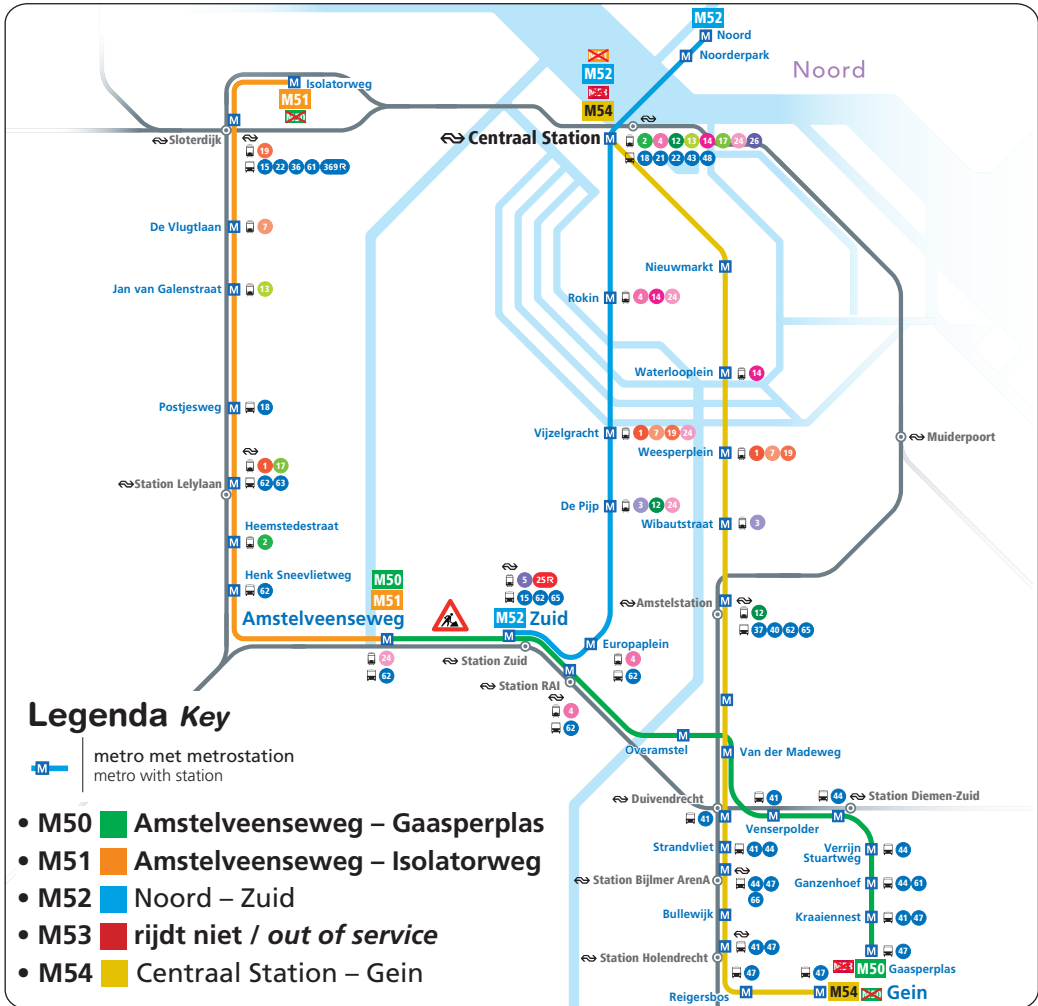 M52
Noord
Noorderpark
Noord
M52
M54
Isolatorweg
M51
Centraal Station
2 4 12 13 14 17 24 26
18 21 22 43 48
Sloterdijk
19
15 22 36 61 369R
De Vlugtlaan
7
Jan van Galenstraat
13
Nieuwmarkt
Rokin
4 14 24
Waterlooplein
14
Postjesweg
18
Vijzelgracht
1 7 19 24
Weesperplein
1 7 19
Muiderpoort
1 17
Station Lelylaan
62 63
De Pijp
3 12 24
Wibautstraat
3
Heemstedestraat
2
Henk Sneevlietweg
62
M50
M51
Amstelveenseweg
24
62
5 25R
15 62 65
M52 Zuid
Station Zuid
Europaplein
4
62
Station RAI
4
62
Amstelstation
12
37 40 62 65
Overamstel
Van der Madeweg
Duivendrecht
41
41
Venserpolder
44
Station Diemen-Zuid
Strandvliet
41 44
Verrijn
Stuartweg
44
Station Bijlmer ArenA
44 47
66
Ganzenhoef
44 61
Bullewijk
Kraaiennest
41 47
41 47
Station Holendrecht
47
M50 Gaasperplas
47
47
Reigersbos
M54 Gein
Legenda Key
M
metro met metrostation
metro with station
• M50 Amstelveenseweg – Gaasperplas
• M51 Amstelveenseweg – Isolatorweg
• M52 Noord – Zuid
• M53 rijdt niet / out of service
• M54 Centraal Station – Gein